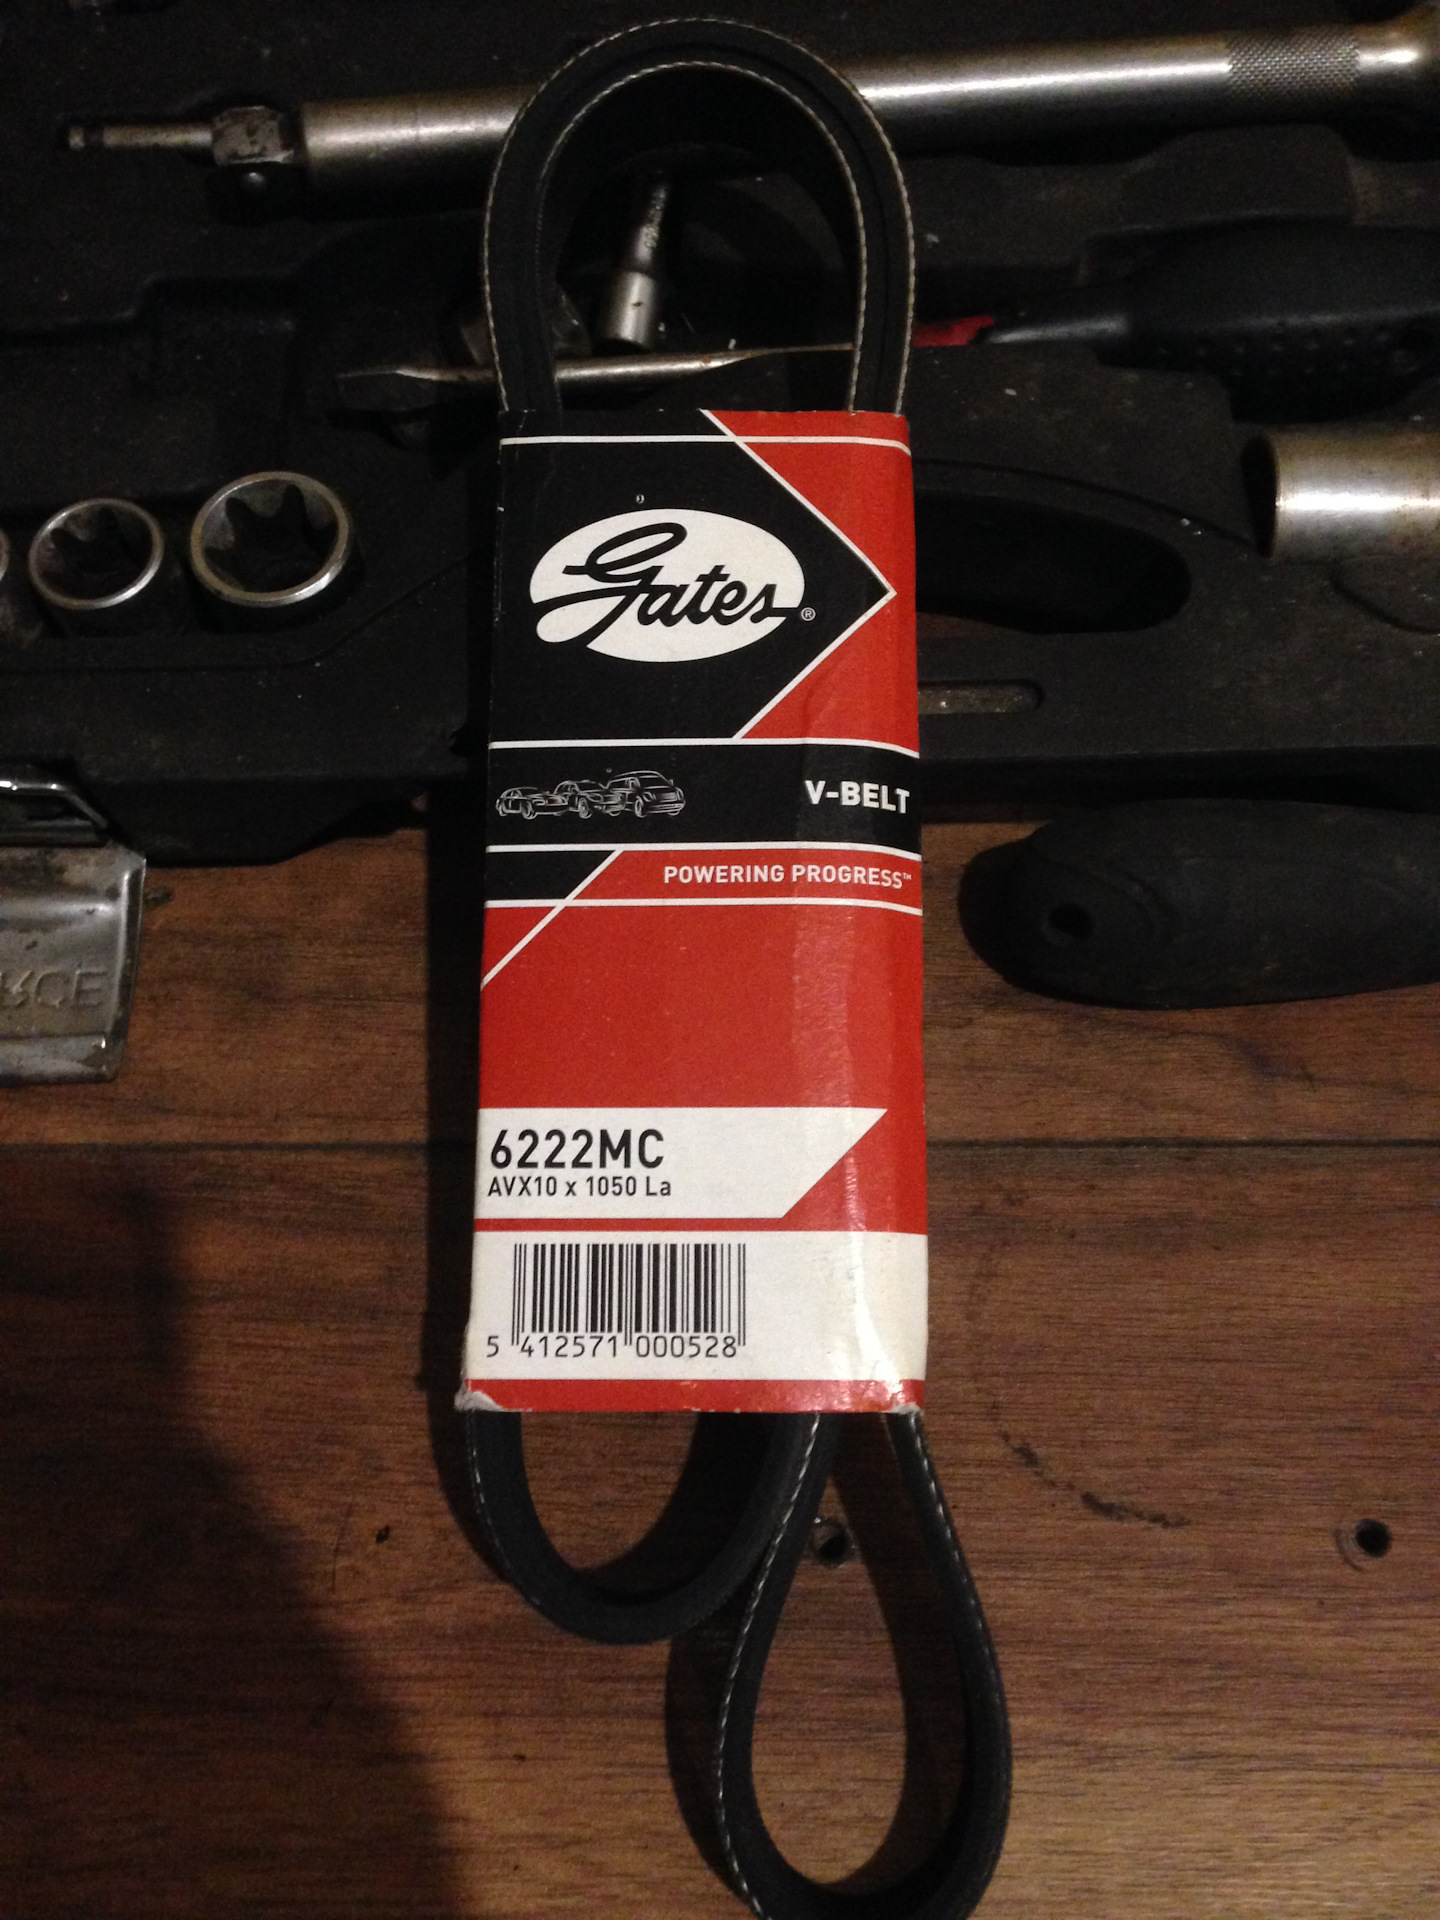 Gates®
V-BELT
POWERING PROGRESS™
6222MC
AVX10 x 1050 La
5 412571 000528